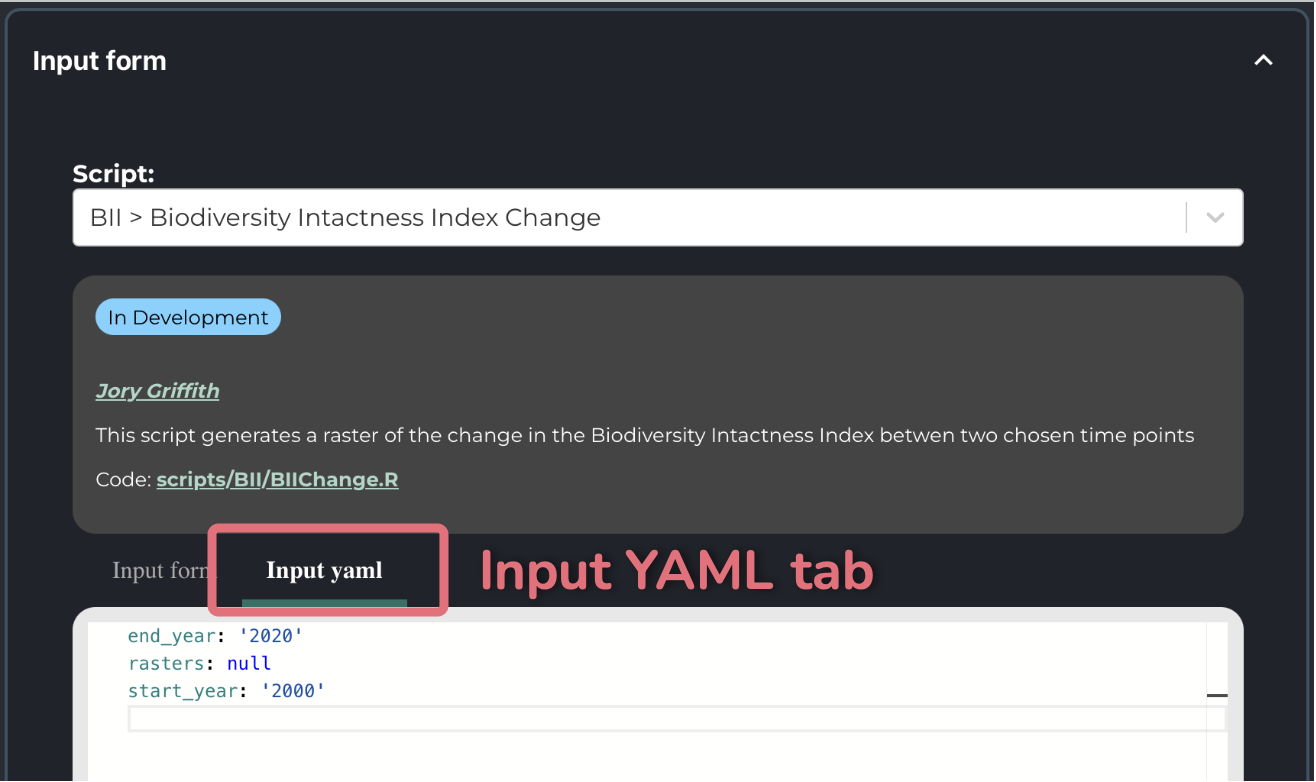 Input form
Script:
BII > Biodiversity Intactness Index Change
In Development
Jory Griffith
This script generates a raster of the change in the Biodiversity Intactness Index betwen two chosen time points
Code: scripts/BII/BIIChange.R
Input form
Input yaml
Input YAML tab
end_year: '2020'
rasters: null
start_year: '2000'